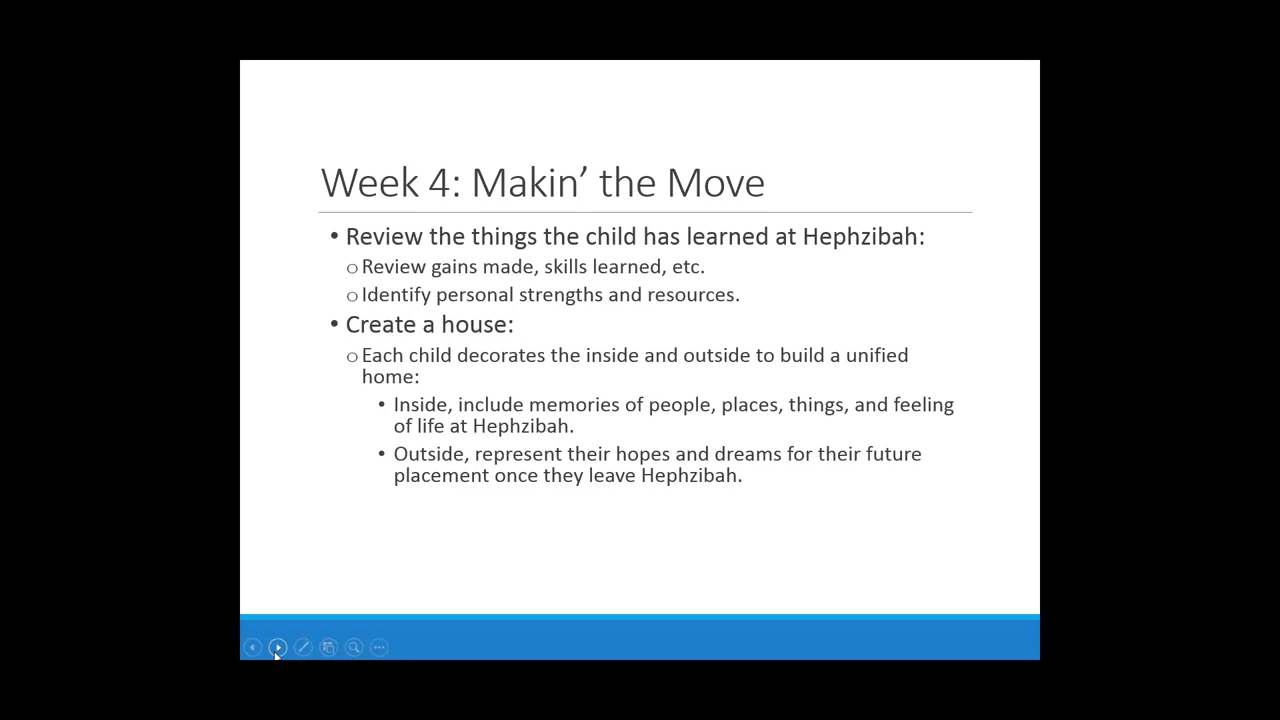 Week 4: Makin’ the Move
• Review the things the child has learned at Hephzibah:
o Review gains made, skills learned, etc.
o Identify personal strengths and resources.
• Create a house:
o Each child decorates the inside and outside to build a unified
home:
• Inside, include memories of people, places, things, and feeling
of life at Hephzibah.
• Outside, represent their hopes and dreams for their future
placement once they leave Hephzibah.